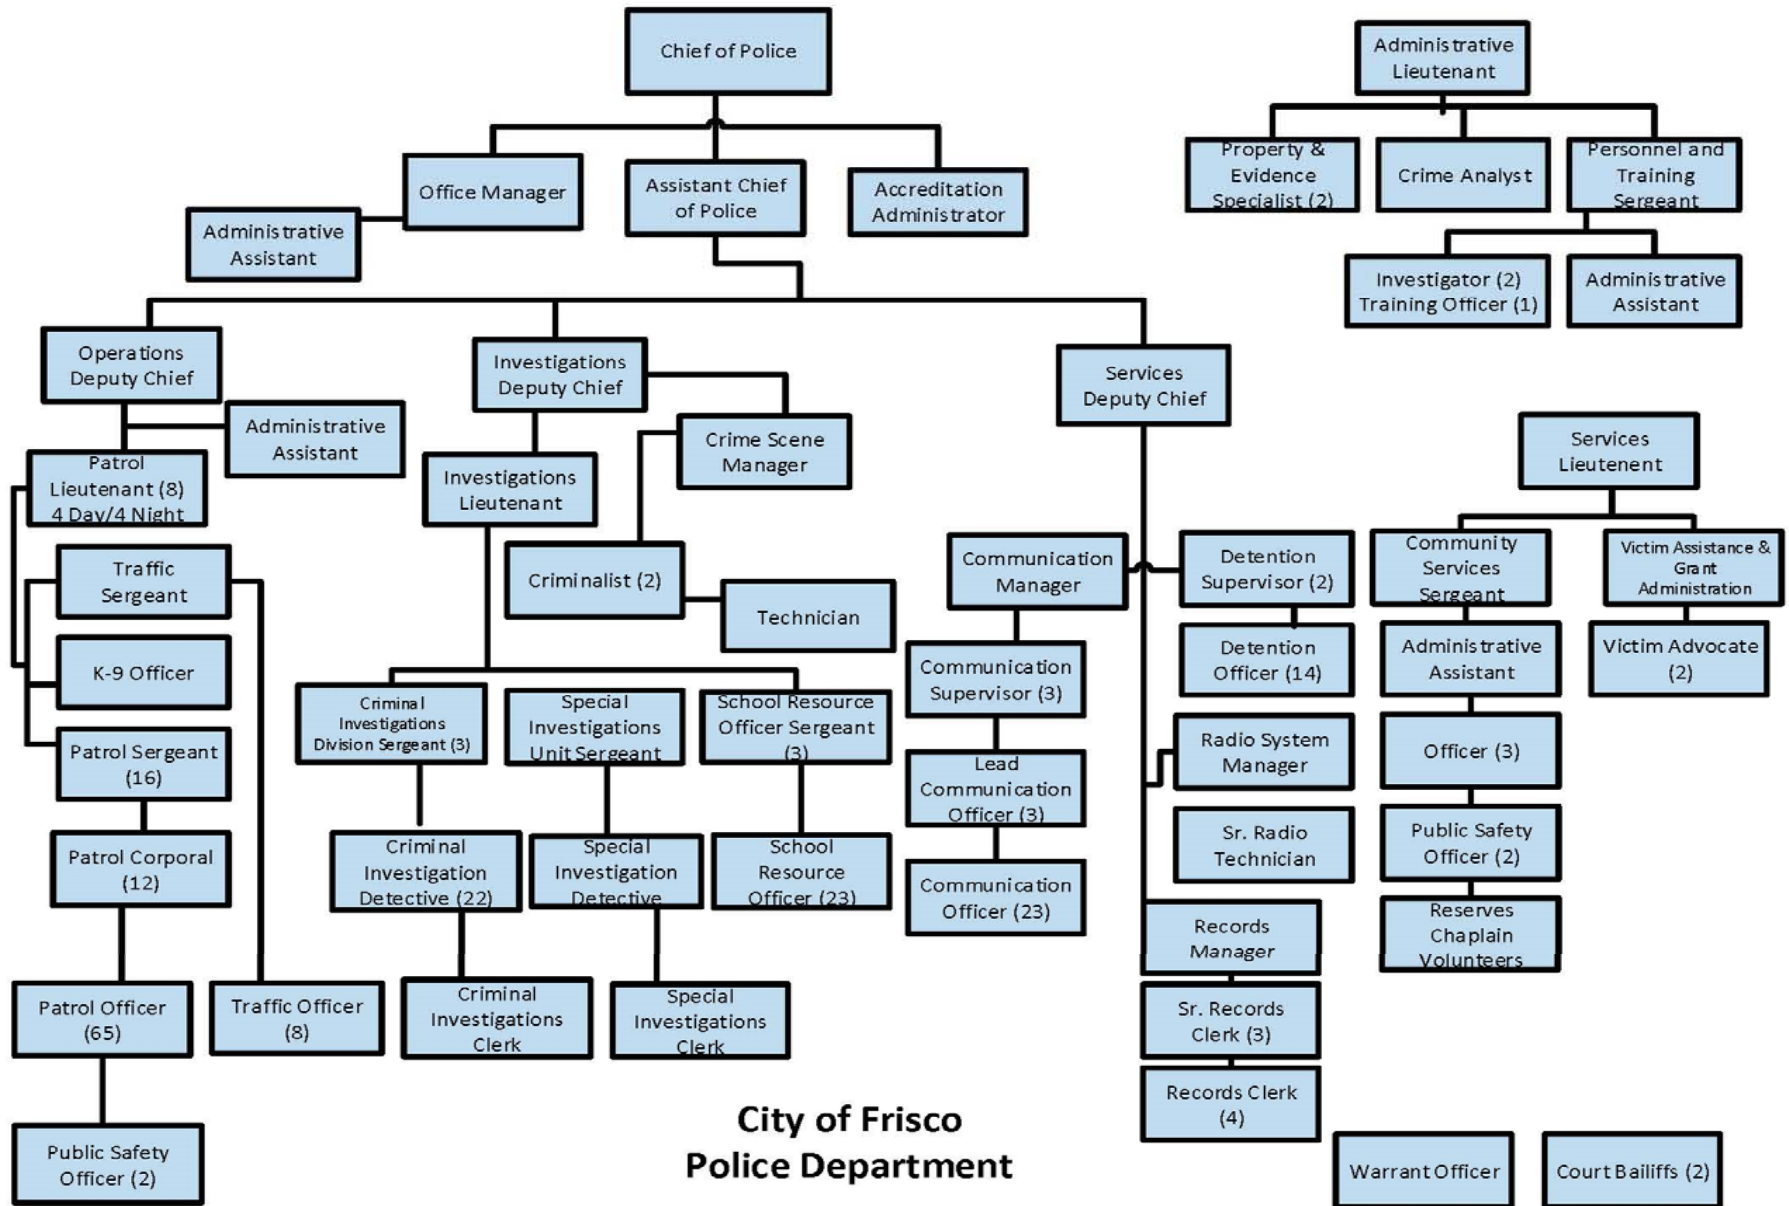 Chief of Police
Administrative
Lieutenant
Office Manager
Assistant Chief
of Police
Accreditation
Administrator
Property &
Evidence
Specialist (2)
Crime Analyst
Personnel and
Training
Sergeant
Administrative
Assistant
Investigator (2)
Training Officer (1)
Administrative
Assistant
Operations
Deputy Chief
Investigations
Deputy Chief
Services
Deputy Chief
Administrative
Assistant
Crime Scene
Manager
Services
Lieutenent
Patrol
Lieutenant (8)
4 Day/4 Night
Investigations
Lieutenant
Traffic
Sergeant
Criminalist (2)
Technician
Communication
Manager
Detention
Supervisor (2)
Community
Services
Sergeant
Victim Assistance &
Grant
Administration
K-9 Officer
Communication
Supervisor (3)
Detention
Officer (14)
Administrative
Assistant
Victim Advocate
(2)
Criminal
Investigations
Division Sergeant (3)
Special
Investigations
Unit Sergeant
School Resource
Officer Sergeant
(3)
Patrol Sergeant
(16)
Lead
Communication
Officer (3)
Radio System
Manager
Officer (3)
Patrol Corporal
(12)
Criminal
Investigation
Detective (22)
Special
Investigation
Detective
School
Resource
Officer (23)
Communication
Officer (23)
Sr. Radio
Technician
Public Safety
Officer (2)
Records
Manager
Reserves
Chaplain
Volunteers
Patrol Officer
(65)
Traffic Officer
(8)
Criminal
Investigations
Clerk
Special
Investigations
Clerk
Sr. Records
Clerk (3)
Records Clerk
(4)
Public Safety
Officer (2)
City of Frisco
Police Department
Warrant Officer
Court Bailiffs (2)